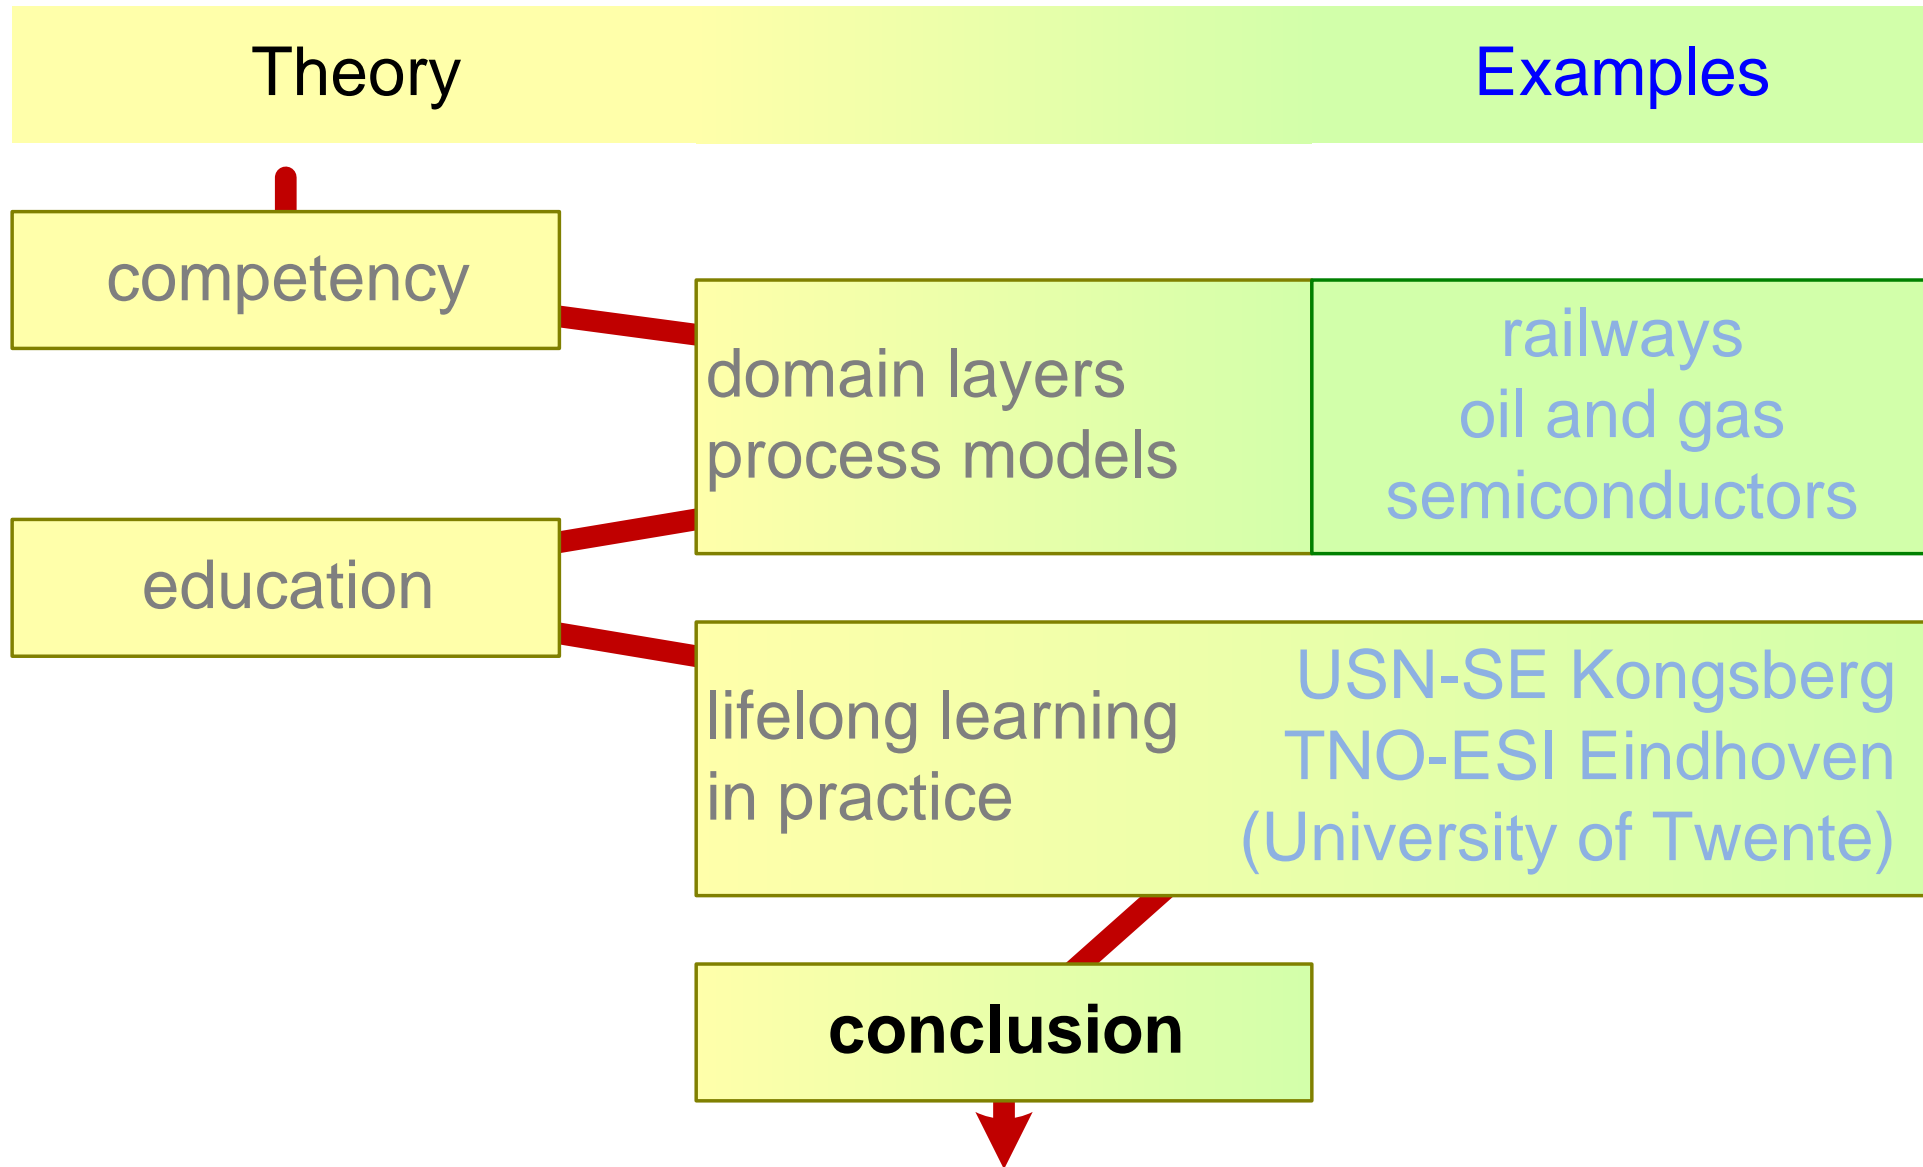 Theory
Examples
competency
domain layers
process models
railways
oil and gas
semiconductors
education
lifelong learning
in practice
USN-SE Kongsberg
TNO-ESI Eindhoven
(University of Twente)
conclusion